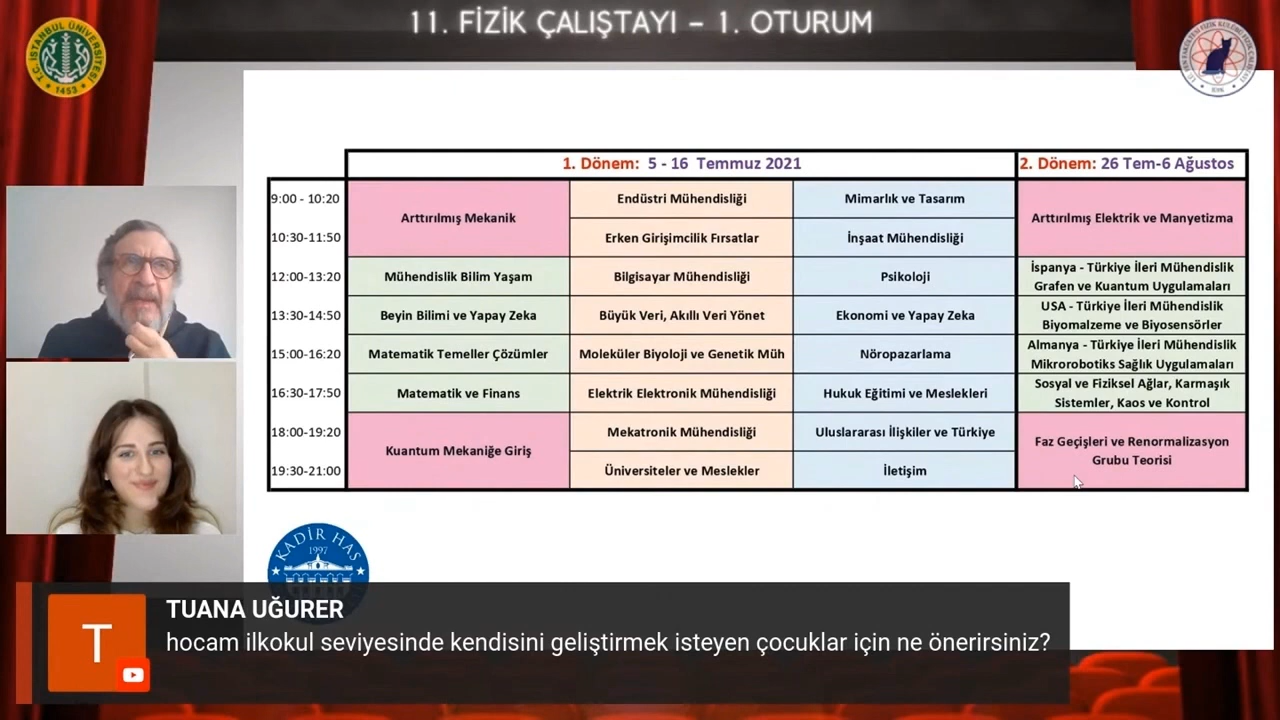 11. FİZİK ÇALIŞTAYI – 1. OTURUM
T.C. İSTANBUL ÜNİVERSİTESİ
1453
1. Dönem: 5 - 16 Temmuz 2021
2. Dönem: 26 Tem-6 Ağustos
9:00 - 10:20
Arttırılmış Mekanik
Endüstri Mühendisliği
Mimarlık ve Tasarım
Arttırılmış Elektrik ve Manyetizma
10:30-11:50
Erken Girişimcilik Fırsatlar
İnşaat Mühendisliği
12:00-13:20
Mühendislik Bilim Yaşam
Bilgisayar Mühendisliği
Psikoloji
İspanya - Türkiye İleri Mühendislik
Grafen ve Kuantum Uygulamaları
13:30-14:50
Beyin Bilimi ve Yapay Zeka
Büyük Veri, Akıllı Veri Yönet
Ekonomi ve Yapay Zeka
USA - Türkiye İleri Mühendislik
Biyomalzeme ve Biyosensörler
15:00-16:20
Matematik Temeller Çözümler
Moleküler Biyoloji ve Genetik Müh
Nöropazarlama
Almanya - Türkiye İleri Mühendislik
Mikrorobotiks Sağlık Uygulamaları
16:30-17:50
Matematik ve Finans
Elektrik Elektronik Mühendisliği
Hukuk Eğitimi ve Meslekleri
Sosyal ve Fiziksel Ağlar, Karmaşık
Sistemler, Kaos ve Kontrol
18:00-19:20
Kuantum Mekaniğe Giriş
Mekatronik Mühendisliği
Uluslararası İlişkiler ve Türkiye
Faz Geçişleri ve Renormalizasyon
Grubu Teorisi
19:30-21:00
Üniversiteler ve Meslekler
İletişim
KADİR HAS
1997
T
TUANA UĞURER
hocam ilkokul seviyesinde kendisini geliştirmek isteyen çocuklar için ne önerirsiniz?